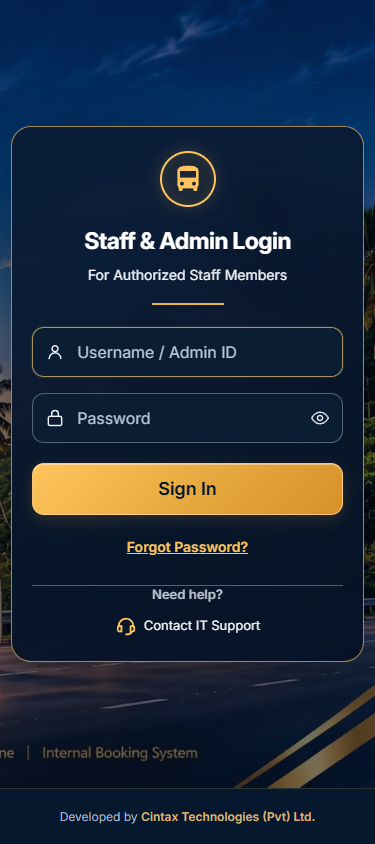 Staff & Admin Login
For Authorized Staff Members
Username / Admin ID
Password
Sign In
Forgot Password?
Need help?
Contact IT Support
ne | Internal Booking System
Developed by Cintax Technologies (Pvt) Ltd.